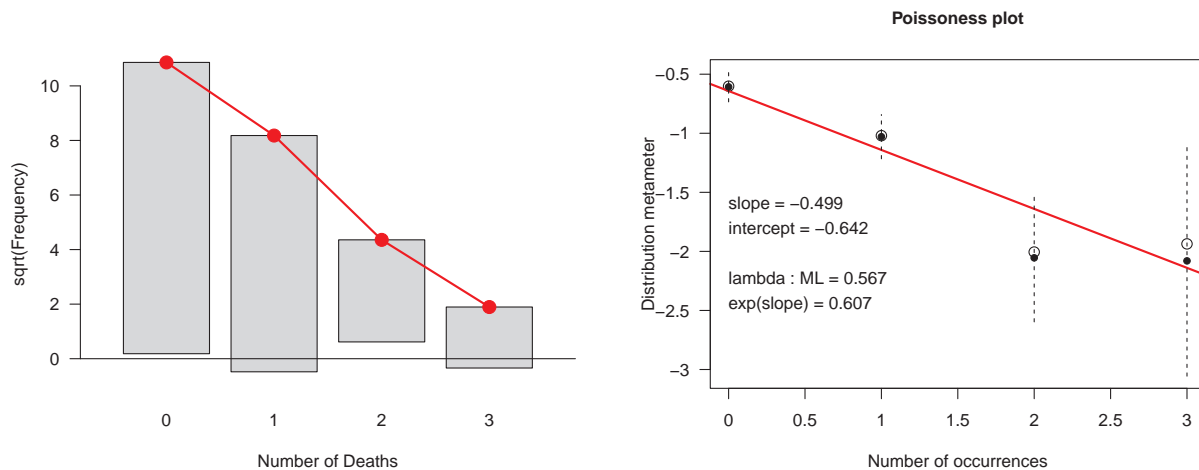 sqrt(Frequency)
10
8
6
4
2
0
0 1 2 3
Number of Deaths
Poissoness plot
Distribution metameter
−0.5
−1
−1.5
−2
−2.5
−3
slope = −0.499
intercept = −0.642
lambda : ML = 0.567
exp(slope) = 0.607
0 0.5 1 1.5 2 2.5 3
Number of occurrences